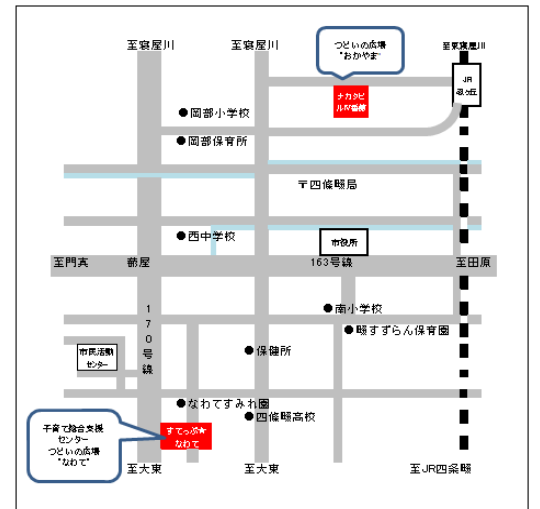 至寝屋川
至寝屋川
つどいの広場
"おかやま"
至東寝屋川
JR
忍ヶ丘
ナカタビ
ルⅣ番館
●岡部小学校
●岡部保育所
〒四條畷局
●西中学校
市役所
至門真
蔀屋
163号線
至田原
170号線
●南小学校
●畷すずらん保育園
市民活動
センター
●保健所
●なわてすみれ園
●四條畷高校
子育て総合支援
センター
つどいの広場
"なわて"
すてっぷ★
なわて
至大東
至大東
至JR四条畷